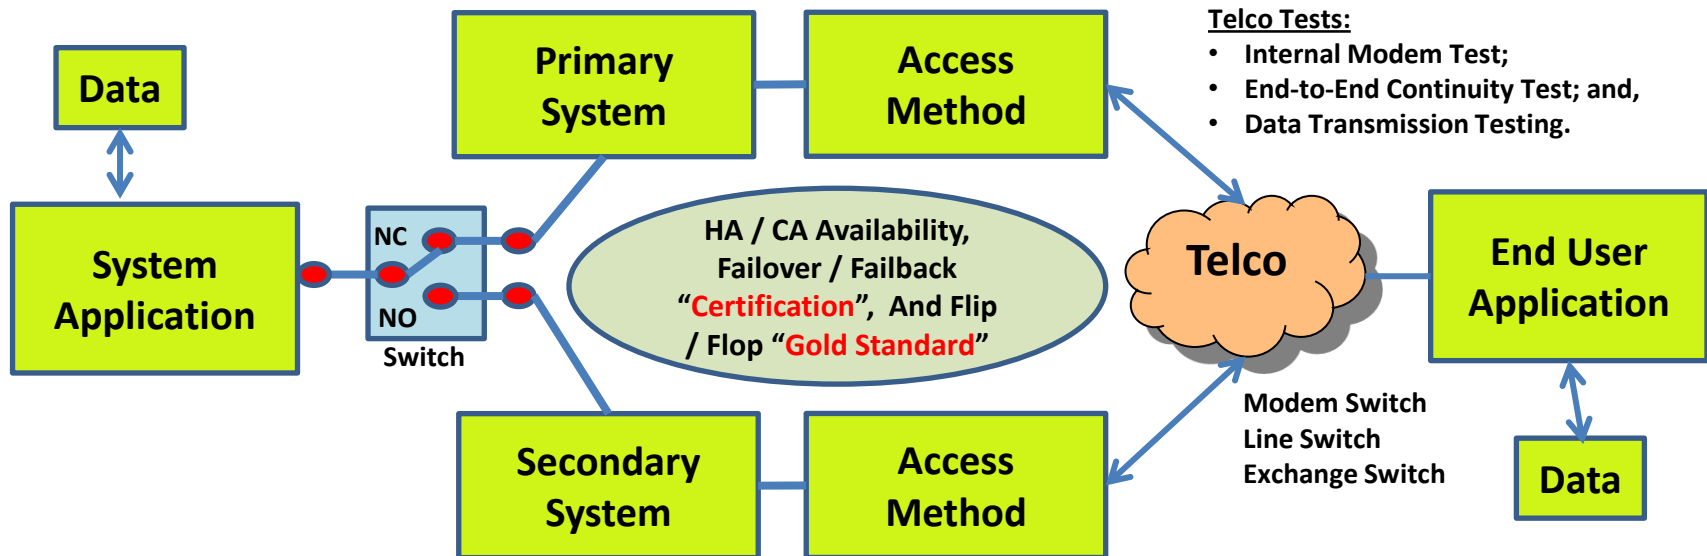 Data
System
Application
NC
NO
Switch
Primary
System
Access
Method
HA / CA Availability,
Failover / Failback
“Certification”, And Flip
/ Flop “Gold Standard”
Secondary
System
Access
Method
Telco Tests:
• Internal Modem Test;
• End-to-End Continuity Test; and,
• Data Transmission Testing.
Telco
Modem Switch
Line Switch
Exchange Switch
End User
Application
Data